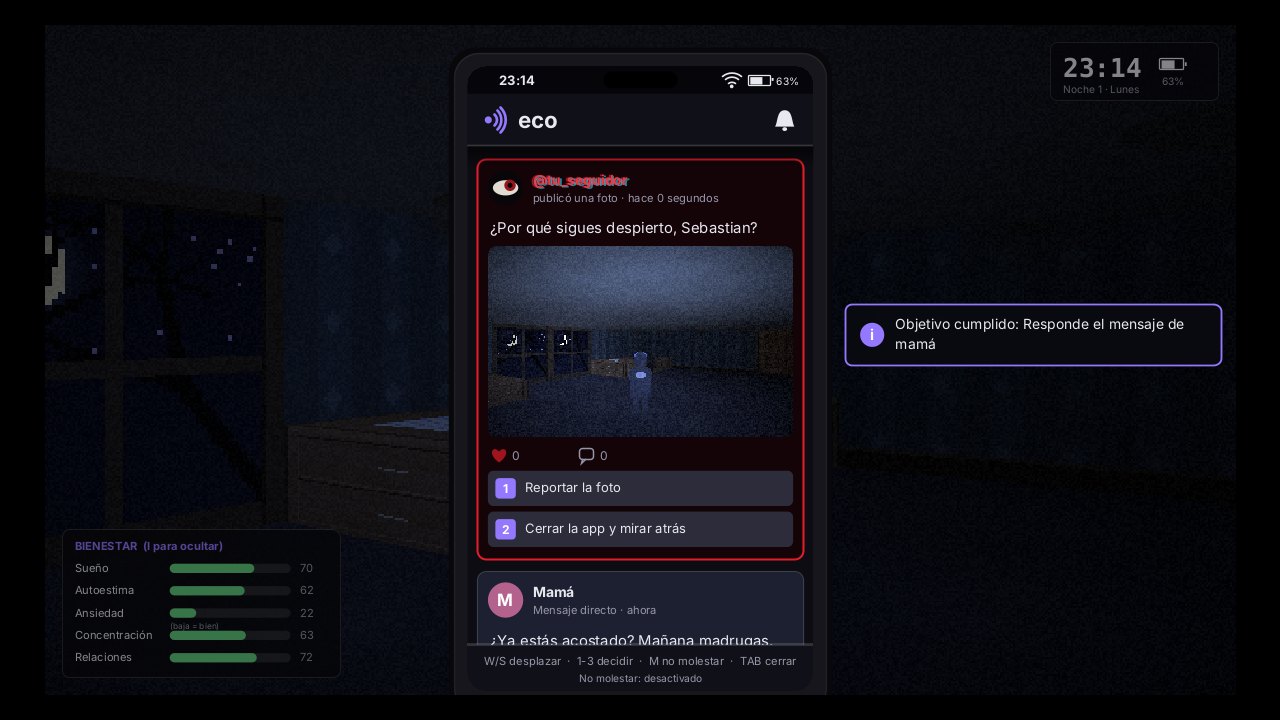 23:14
63%
eco
@tu_seguidor
publicó una foto · hace 0 segundos
¿Por qué sigues despierto, Sebastian?
0
0
1 Reportar la foto
2 Cerrar la app y mirar atrás
M
Mamá
Mensaje directo · ahora
¿Ya estás acostado? Mañana madrugas.
W/S desplazar · 1-3 decidir · M no molestar · TAB cerrar
No molestar: desactivado
23:14
63%
Noche 1 · Lunes
i
Objetivo cumplido: Responde el mensaje de
mamá
BIENESTAR (I para ocultar)
Sueño 70
Autoestima 62
Ansiedad 22
(baja = bien)
Concentración 63
Relaciones 72